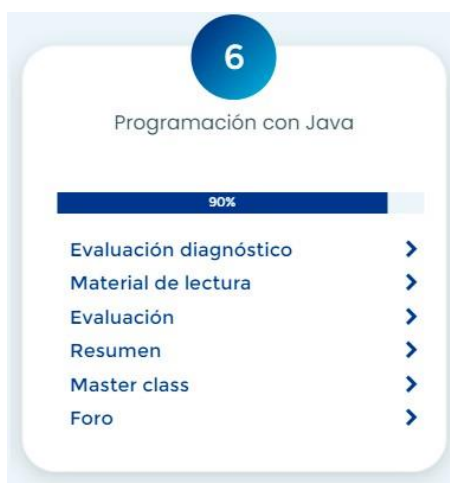 6
Programación con Java
90%
Evaluación diagnóstico
Material de lectura
Evaluación
Resumen
Master class
Foro